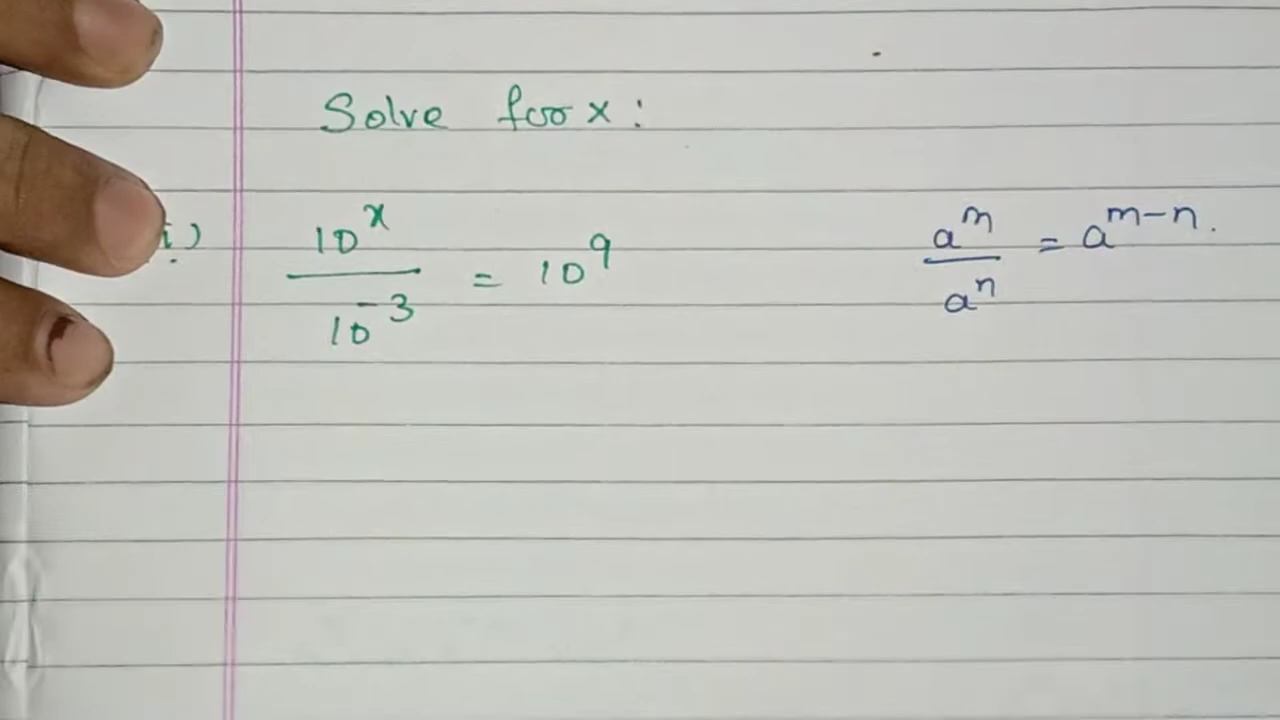 Solve for x:
i) 10^x / 10^-3 = 10^9
a^m / a^n = a^m-n.